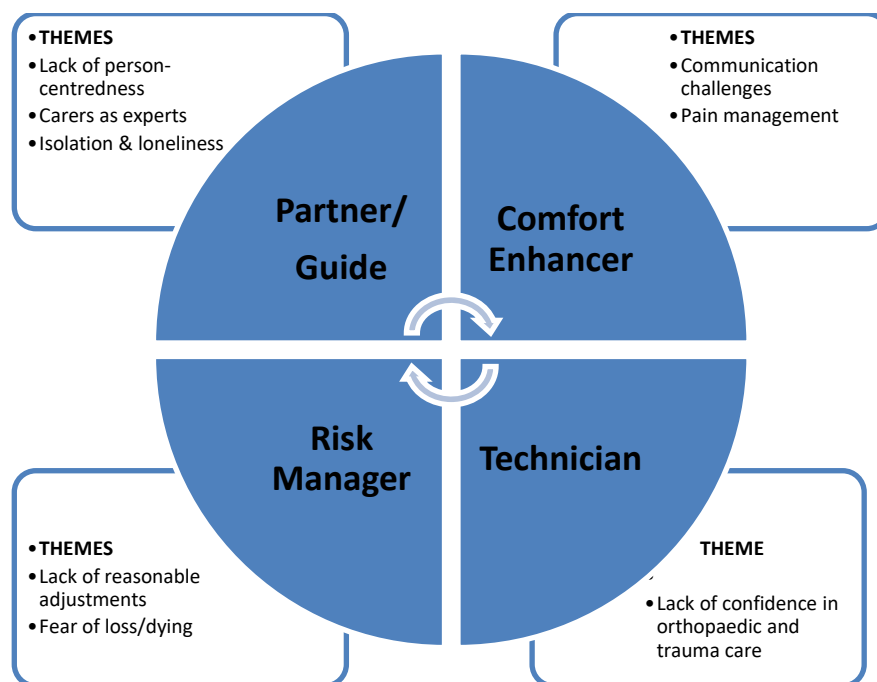 •THEMES
•Lack of person-
centredness
•Carers as experts
•Isolation & loneliness
•THEMES
•Communication
challenges
•Pain management
Partner/
Guide
Comfort
Enhancer
Risk
Manager
Technician
•THEMES
•Lack of reasonable
adjustments
•Fear of loss/dying
THEME
•Lack of confidence in
orthopaedic and
trauma care